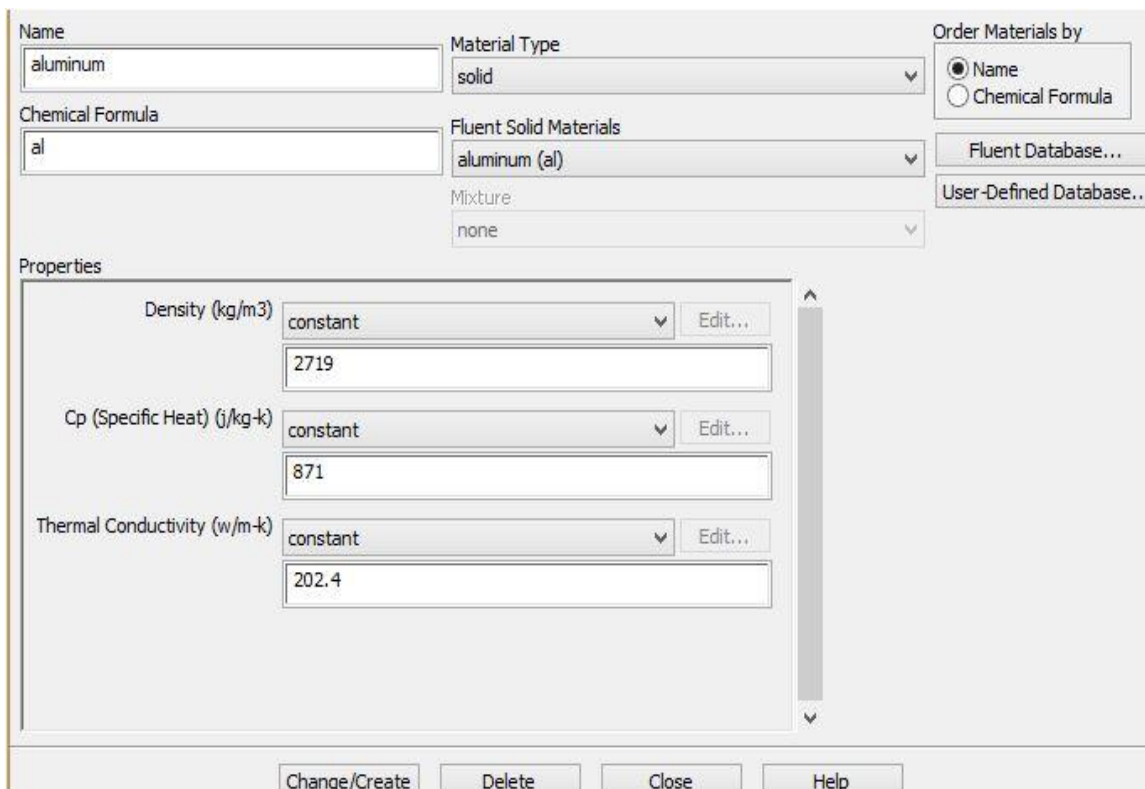 Name
aluminum
Material Type
solid
Order Materials by
Name
Chemical Formula
Chemical Formula
al
Fluent Solid Materials
aluminum (al)
Fluent Database...
User-Defined Database..
Mixture
none
Properties
Density (kg/m3)
constant
Edit...
2719
Cp (Specific Heat) (j/kg-k)
constant
Edit...
871
Thermal Conductivity (w/m-k)
constant
Edit...
202.4
Change/Create
Delete
Close
Help